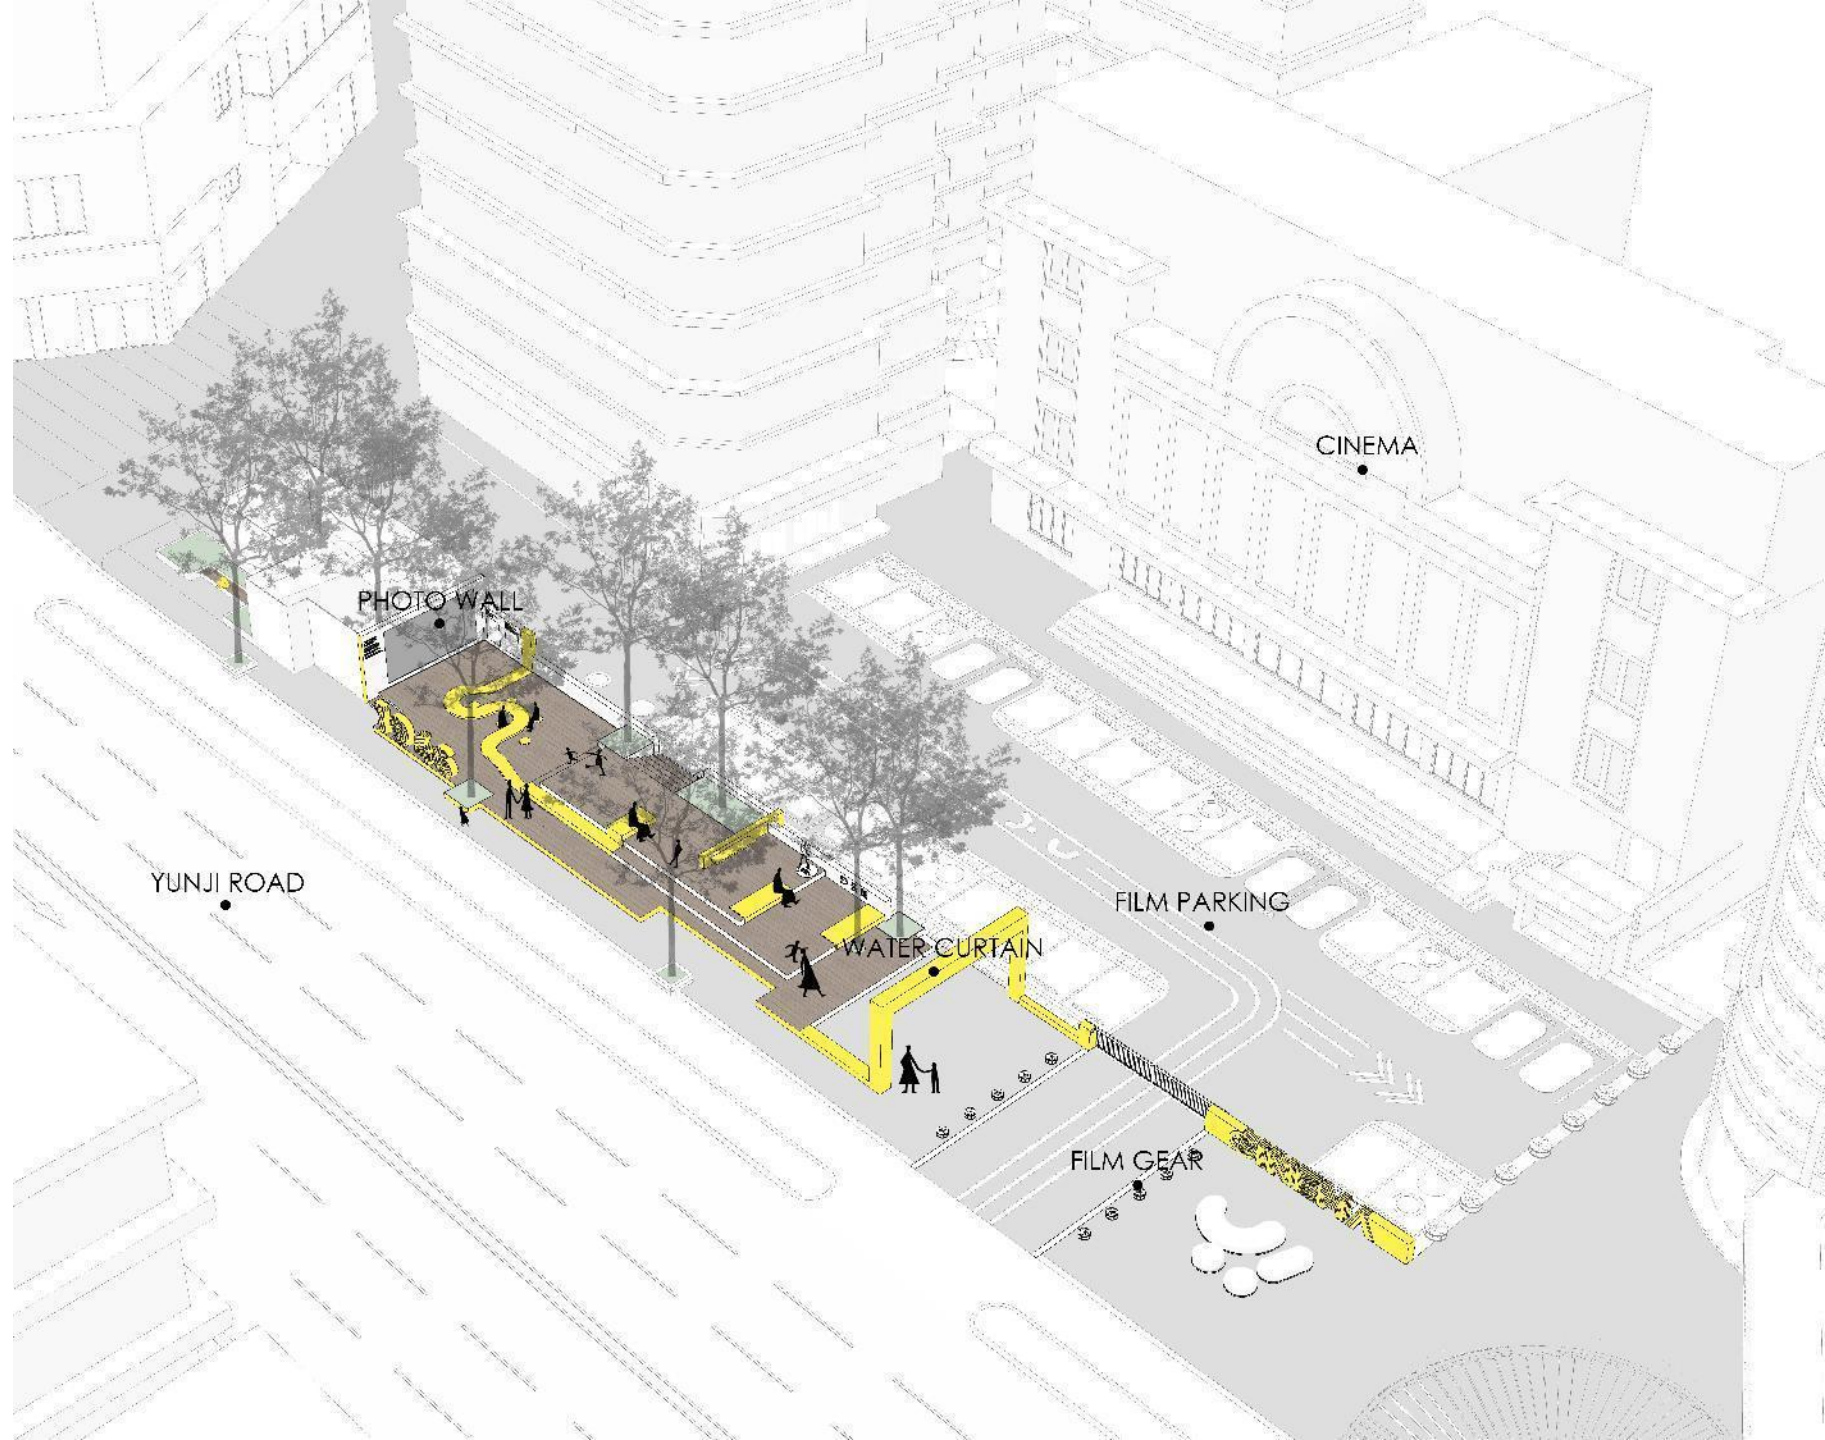 CINEMA
PHOTO WALL
YUNJI ROAD
FILM PARKING
WATER CURTAIN
FILM GEAR